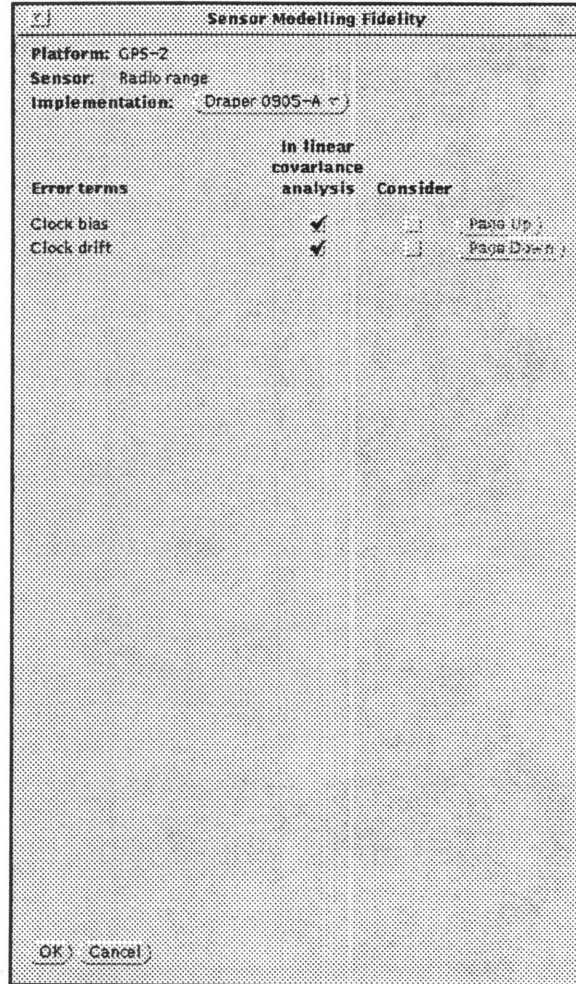 Sensor Modelling Fidelity
Platform: GPS-2
Sensor: Radio range
Implementation: Draper 0905-A
In linear
covariance
Error terms analysis Consider
Clock bias Page Up
Clock drift Page Down
OK Cancel